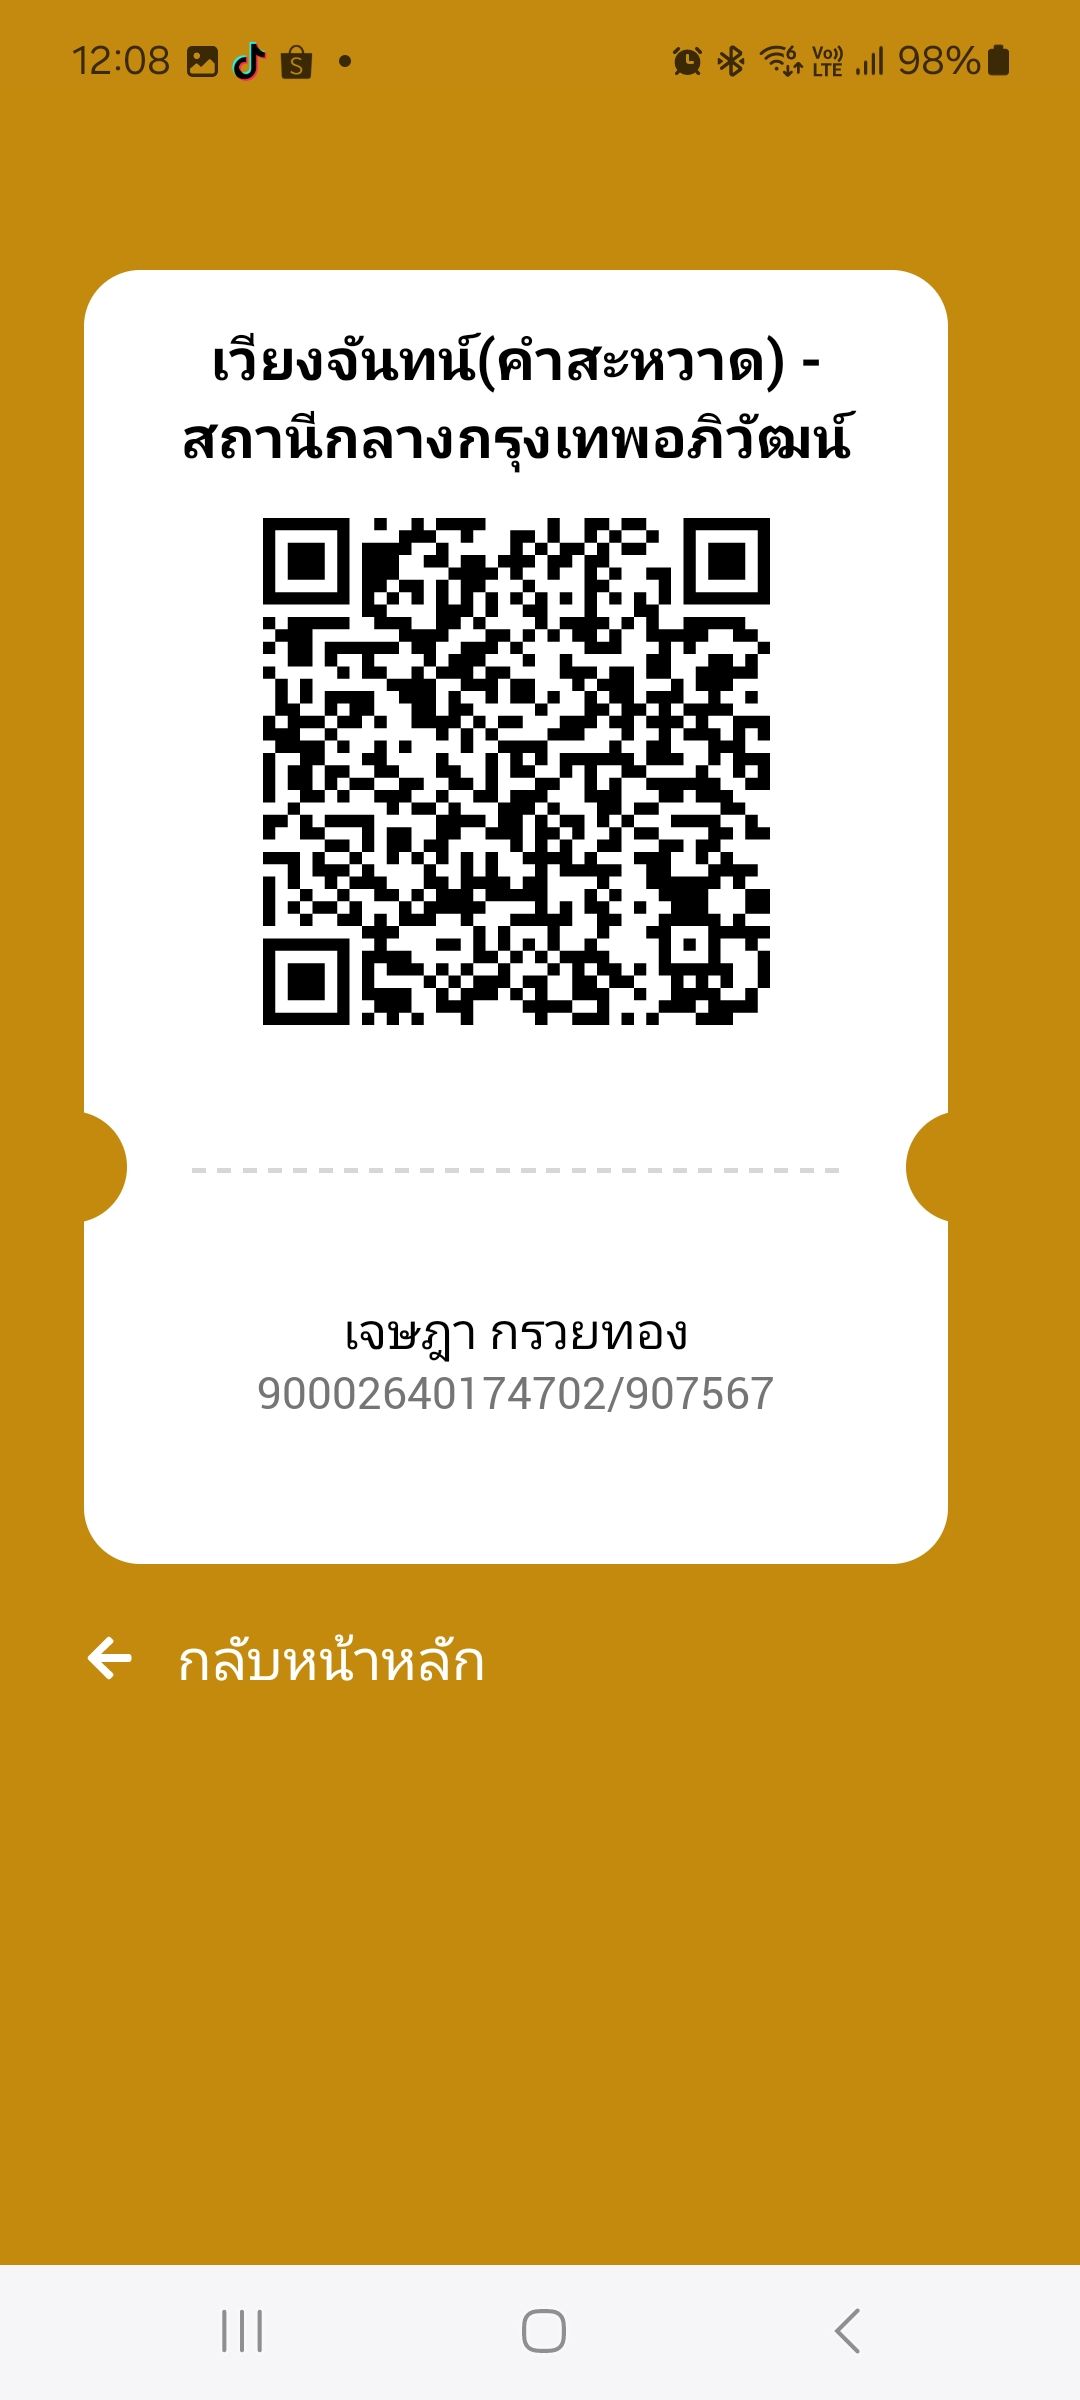 12:08
Vo)) LTE
98%
เวียงจันทน์(คำสะหวาด) -
สถานีกลางกรุงเทพอภิวัฒน์
เจษฎา กรวยทอง
90002640174702/907567
กลับหน้าหลัก